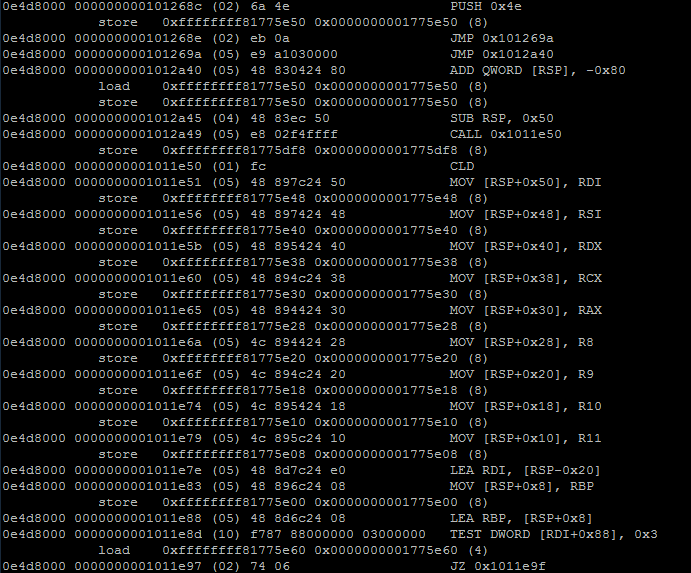 0e4d8000 000000000101268c (02) 6a 4e PUSH 0x4e
store 0xffffffff81775e50 0x0000000001775e50 (8)
0e4d8000 000000000101268e (02) eb 0a JMP 0x101269a
0e4d8000 000000000101269a (05) e9 a1030000 JMP 0x1012a40
0e4d8000 0000000001012a40 (05) 48 830424 80 ADD QWORD [RSP], -0x80
load 0xffffffff81775e50 0x0000000001775e50 (8)
store 0xffffffff81775e50 0x0000000001775e50 (8)
0e4d8000 0000000001012a45 (04) 48 83ec 50 SUB RSP, 0x50
0e4d8000 0000000001012a49 (05) e8 02f4ffff CALL 0x1011e50
store 0xffffffff81775df8 0x0000000001775df8 (8)
0e4d8000 0000000001011e50 (01) fc CLD
0e4d8000 0000000001011e51 (05) 48 897c24 50 MOV [RSP+0x50], RDI
store 0xffffffff81775e48 0x0000000001775e48 (8)
0e4d8000 0000000001011e56 (05) 48 897424 48 MOV [RSP+0x48], RSI
store 0xffffffff81775e40 0x0000000001775e40 (8)
0e4d8000 0000000001011e5b (05) 48 895424 40 MOV [RSP+0x40], RDX
store 0xffffffff81775e38 0x0000000001775e38 (8)
0e4d8000 0000000001011e60 (05) 48 894c24 38 MOV [RSP+0x38], RCX
store 0xffffffff81775e30 0x0000000001775e30 (8)
0e4d8000 0000000001011e65 (05) 48 894424 30 MOV [RSP+0x30], RAX
store 0xffffffff81775e28 0x0000000001775e28 (8)
0e4d8000 0000000001011e6a (05) 4c 894424 28 MOV [RSP+0x28], R8
store 0xffffffff81775e20 0x0000000001775e20 (8)
0e4d8000 0000000001011e6f (05) 4c 894c24 20 MOV [RSP+0x20], R9
store 0xffffffff81775e18 0x0000000001775e18 (8)
0e4d8000 0000000001011e74 (05) 4c 895424 18 MOV [RSP+0x18], R10
store 0xffffffff81775e10 0x0000000001775e10 (8)
0e4d8000 0000000001011e79 (05) 4c 895c24 10 MOV [RSP+0x10], R11
store 0xffffffff81775e08 0x0000000001775e08 (8)
0e4d8000 0000000001011e7e (05) 48 8d7c24 e0 LEA RDI, [RSP-0x20]
0e4d8000 0000000001011e83 (05) 48 896c24 08 MOV [RSP+0x8], RBP
store 0xffffffff81775e00 0x0000000001775e00 (8)
0e4d8000 0000000001011e88 (05) 48 8d6c24 08 LEA RBP, [RSP+0x8]
0e4d8000 0000000001011e8d (10) f787 88000000 03000000 TEST DWORD [RDI+0x88], 0x3
load 0xffffffff81775e60 0x0000000001775e60 (4)
0e4d8000 0000000001011e97 (02) 74 06 JZ 0x1011e9f